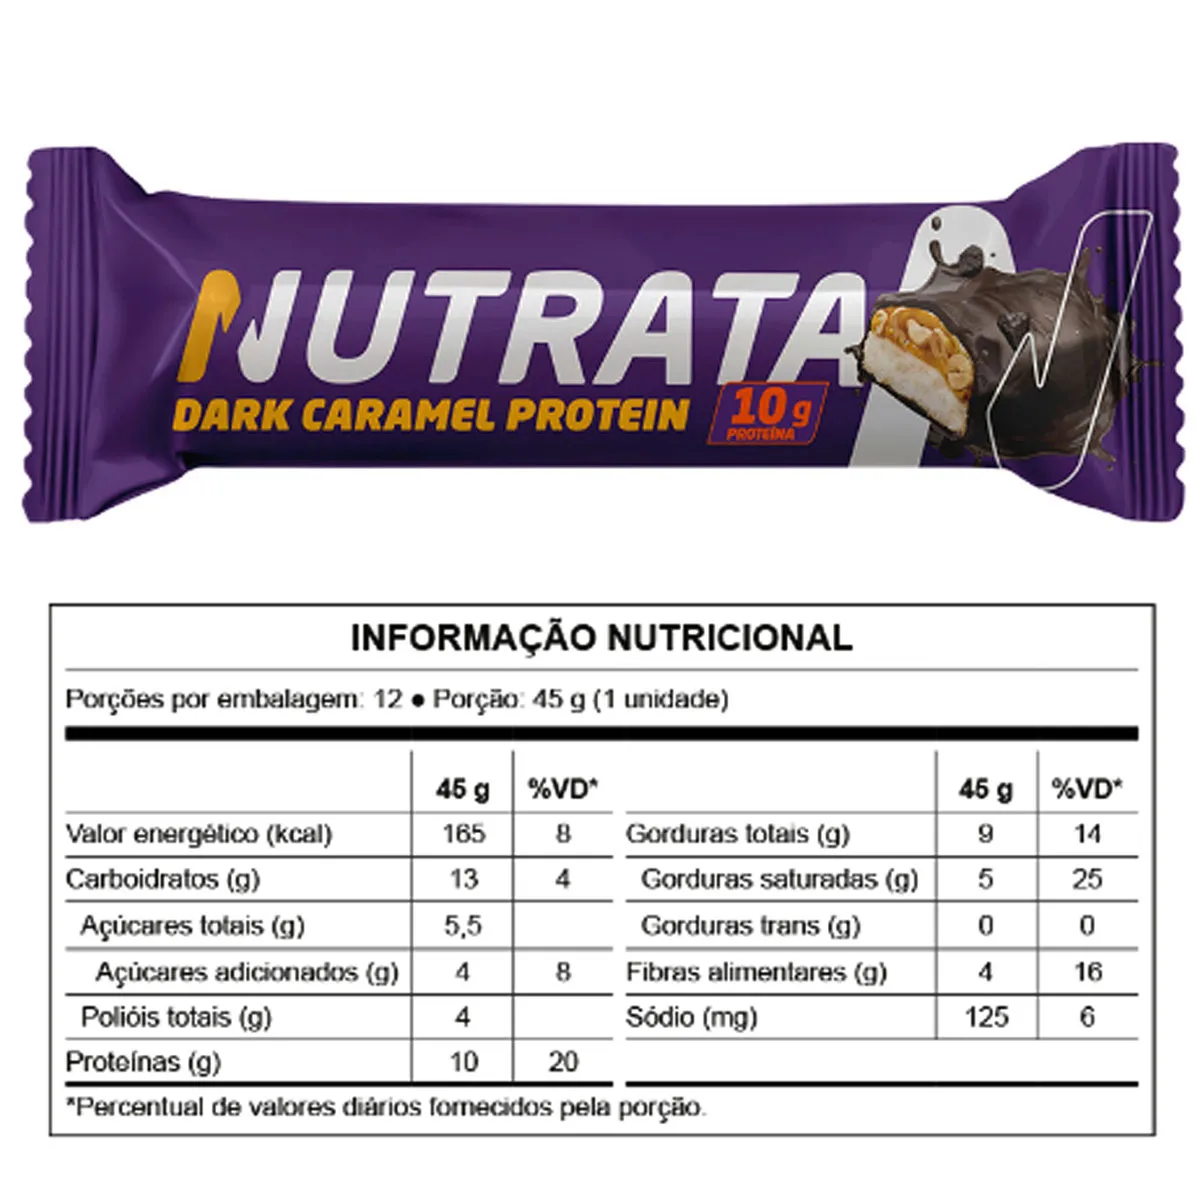 NUTRATA
DARK CARAMEL PROTEIN
10 g
PROTEÍNA
INFORMAÇÃO NUTRICIONAL
Porções por embalagem: 12 ● Porção: 45 g (1 unidade)
45 g %VD* 45 g %VD*
Valor energético (kcal) 165 8 Gorduras totais (g) 9 14
Carboidratos (g) 13 4 Gorduras saturadas (g) 5 25
Açúcares totais (g) 5,5 Gorduras trans (g) 0 0
Açúcares adicionados (g) 4 8 Fibras alimentares (g) 4 16
Polióis totais (g) 4 Sódio (mg) 125 6
Proteínas (g) 10 20
*Percentual de valores diários fornecidos pela porção.